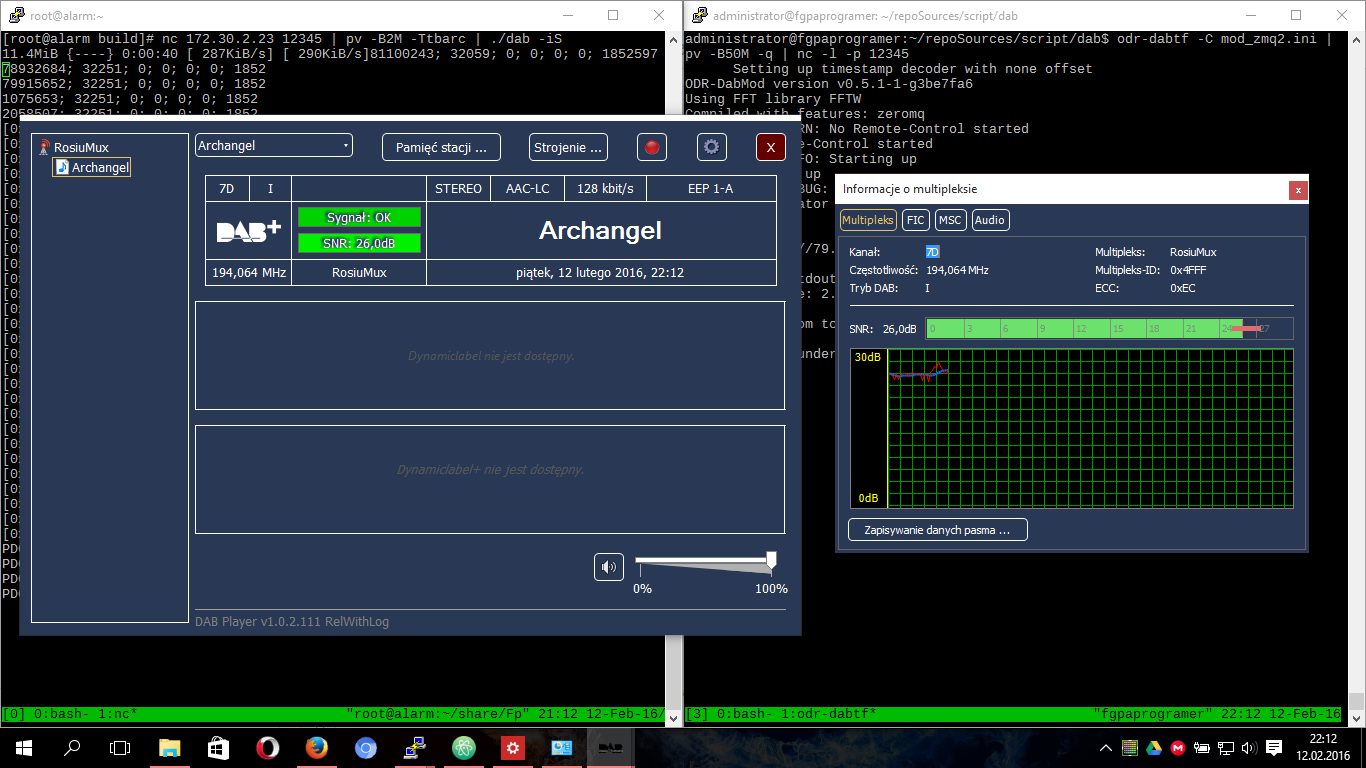 root@alarm:~
[root@alarm build]# nc 172.30.2.23 12345 | pv -B2M -Ttbarc | ./dab -iS
11.4MiB {----} 0:00:40 [ 287KiB/s] [ 290KiB/s]81100243; 32059; 0; 0; 0; 1852597
78932684; 32251; 0; 0; 0; 1852
79915652; 32251; 0; 0; 0; 1852
1075653; 32251; 0; 0; 0; 1852
2058507; 32251; 0; 0; 0; 1852
administrator@fgpaprogramer: ~/repoSources/script/dab
administrator@fgpaprogramer:~/repoSources/script/dab$ odr-dabtf -C mod_zmq2.ini |
pv -B50M -q | nc -l -p 12345
Setting up timestamp decoder with none offset
ODR-DabMod version v0.5.1-1-g3be7fa6
Using FFT library FFTW
Compiled with features: zeromq
RN: No Remote-Control started
-Control started
FO: Starting up
up
BUG:
ator
//79.
tdout
e: 2.
om to
under
RosiuMux
Archangel
Archangel
Pamięć stacji ...
Strojenie ...
X
7D I STEREO AAC-LC 128 kbit/s EEP 1-A
DAB+
Sygnał: OK
SNR: 26,0dB
Archangel
194,064 MHz RosiuMux piątek, 12 lutego 2016, 22:12
Dynamiclabel nie jest dostępny.
Dynamiclabel+ nie jest dostępny.
0% 100%
DAB Player v1.0.2.111 RelWithLog
Informacje o multipleksie
x
Multipleks FIC MSC Audio
Kanał: 7D Multipleks: RosiuMux
Częstotliwość: 194,064 MHz Multipleks-ID: 0x4FFF
Tryb DAB: I ECC: 0xEC
SNR: 26,0dB 0 3 6 9 12 15 18 21 24 27
30dB
0dB
Zapisywanie danych pasma ...
[0] 0:bash- 1:nc* "root@alarm:~/share/Fp" 21:12 12-Feb-16
[3] 0:bash- 1:odr-dabtf* "fgpaprogramer" 22:12 12-Feb-16
22:12
12.02.2016